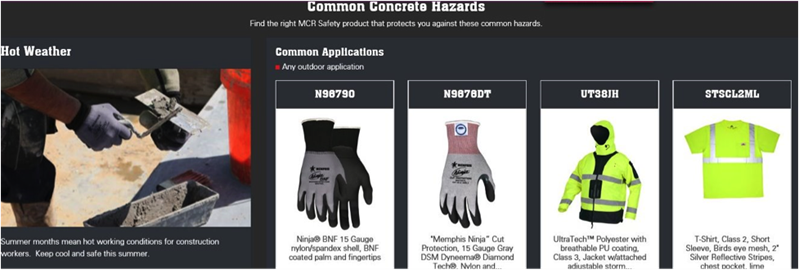 Common Concrete Hazards
Find the right MCR Safety product that protects you against these common hazards.
Hot Weather
Summer months mean hot working conditions for construction
workers. Keep cool and safe this summer.
Common Applications
Any outdoor application
N96790
Ninja® BNF 15 Gauge
nylon/spandex shell, BNF
coated palm and fingertips
N9676DT
"Memphis Ninja" Cut
Protection, 15 Gauge Gray
DSM Dyneema® Diamond
Tech®, Nylon and...
UT38JH
UltraTech™ Polyester with
breathable PU coating,
Class 3, Jacket w/attached
adjustable storm...
STSCL2ML
T-Shirt, Class 2, Short
Sleeve, Birds eye mesh, 2"
Silver Reflective Stripes,
chest pocket, lime